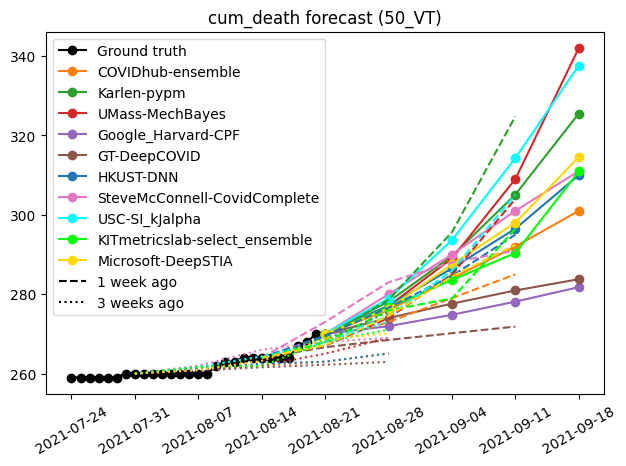 cum_death forecast (50_VT)
340
320
300
280
260
Ground truth
COVIDhub-ensemble
Karlen-pypm
UMass-MechBayes
Google_Harvard-CPF
GT-DeepCOVID
HKUST-DNN
SteveMcConnell-CovidComplete
USC-SI_kJalpha
KITmetricslab-select_ensemble
Microsoft-DeepSTIA
1 week ago
3 weeks ago
2021-07-24
2021-07-31
2021-08-07
2021-08-14
2021-08-21
2021-08-28
2021-09-04
2021-09-11
2021-09-18